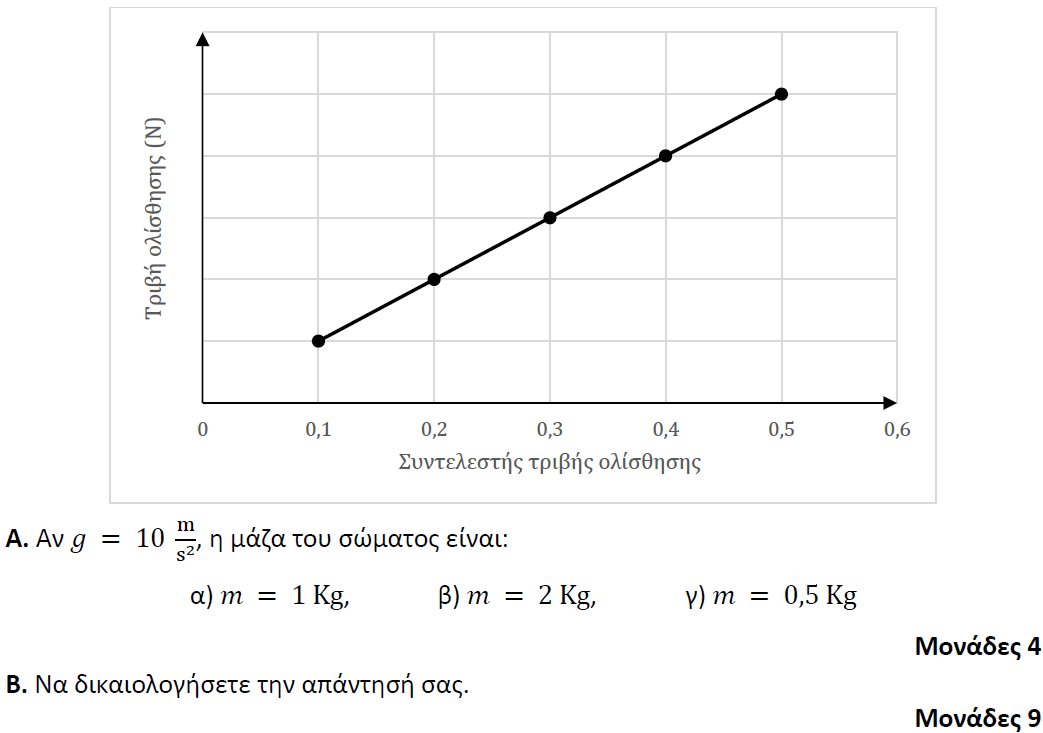 Τριβή ολίσθησης (N)
0 0,1 0,2 0,3 0,4 0,5 0,6
Συντελεστής τριβής ολίσθησης
Α. Αν g = 10 m/s², η μάζα του σώματος είναι:
α) m = 1 Kg, β) m = 2 Kg, γ) m = 0,5 Kg
Μονάδες 4
Β. Να δικαιολογήσετε την απάντησή σας.
Μονάδες 9